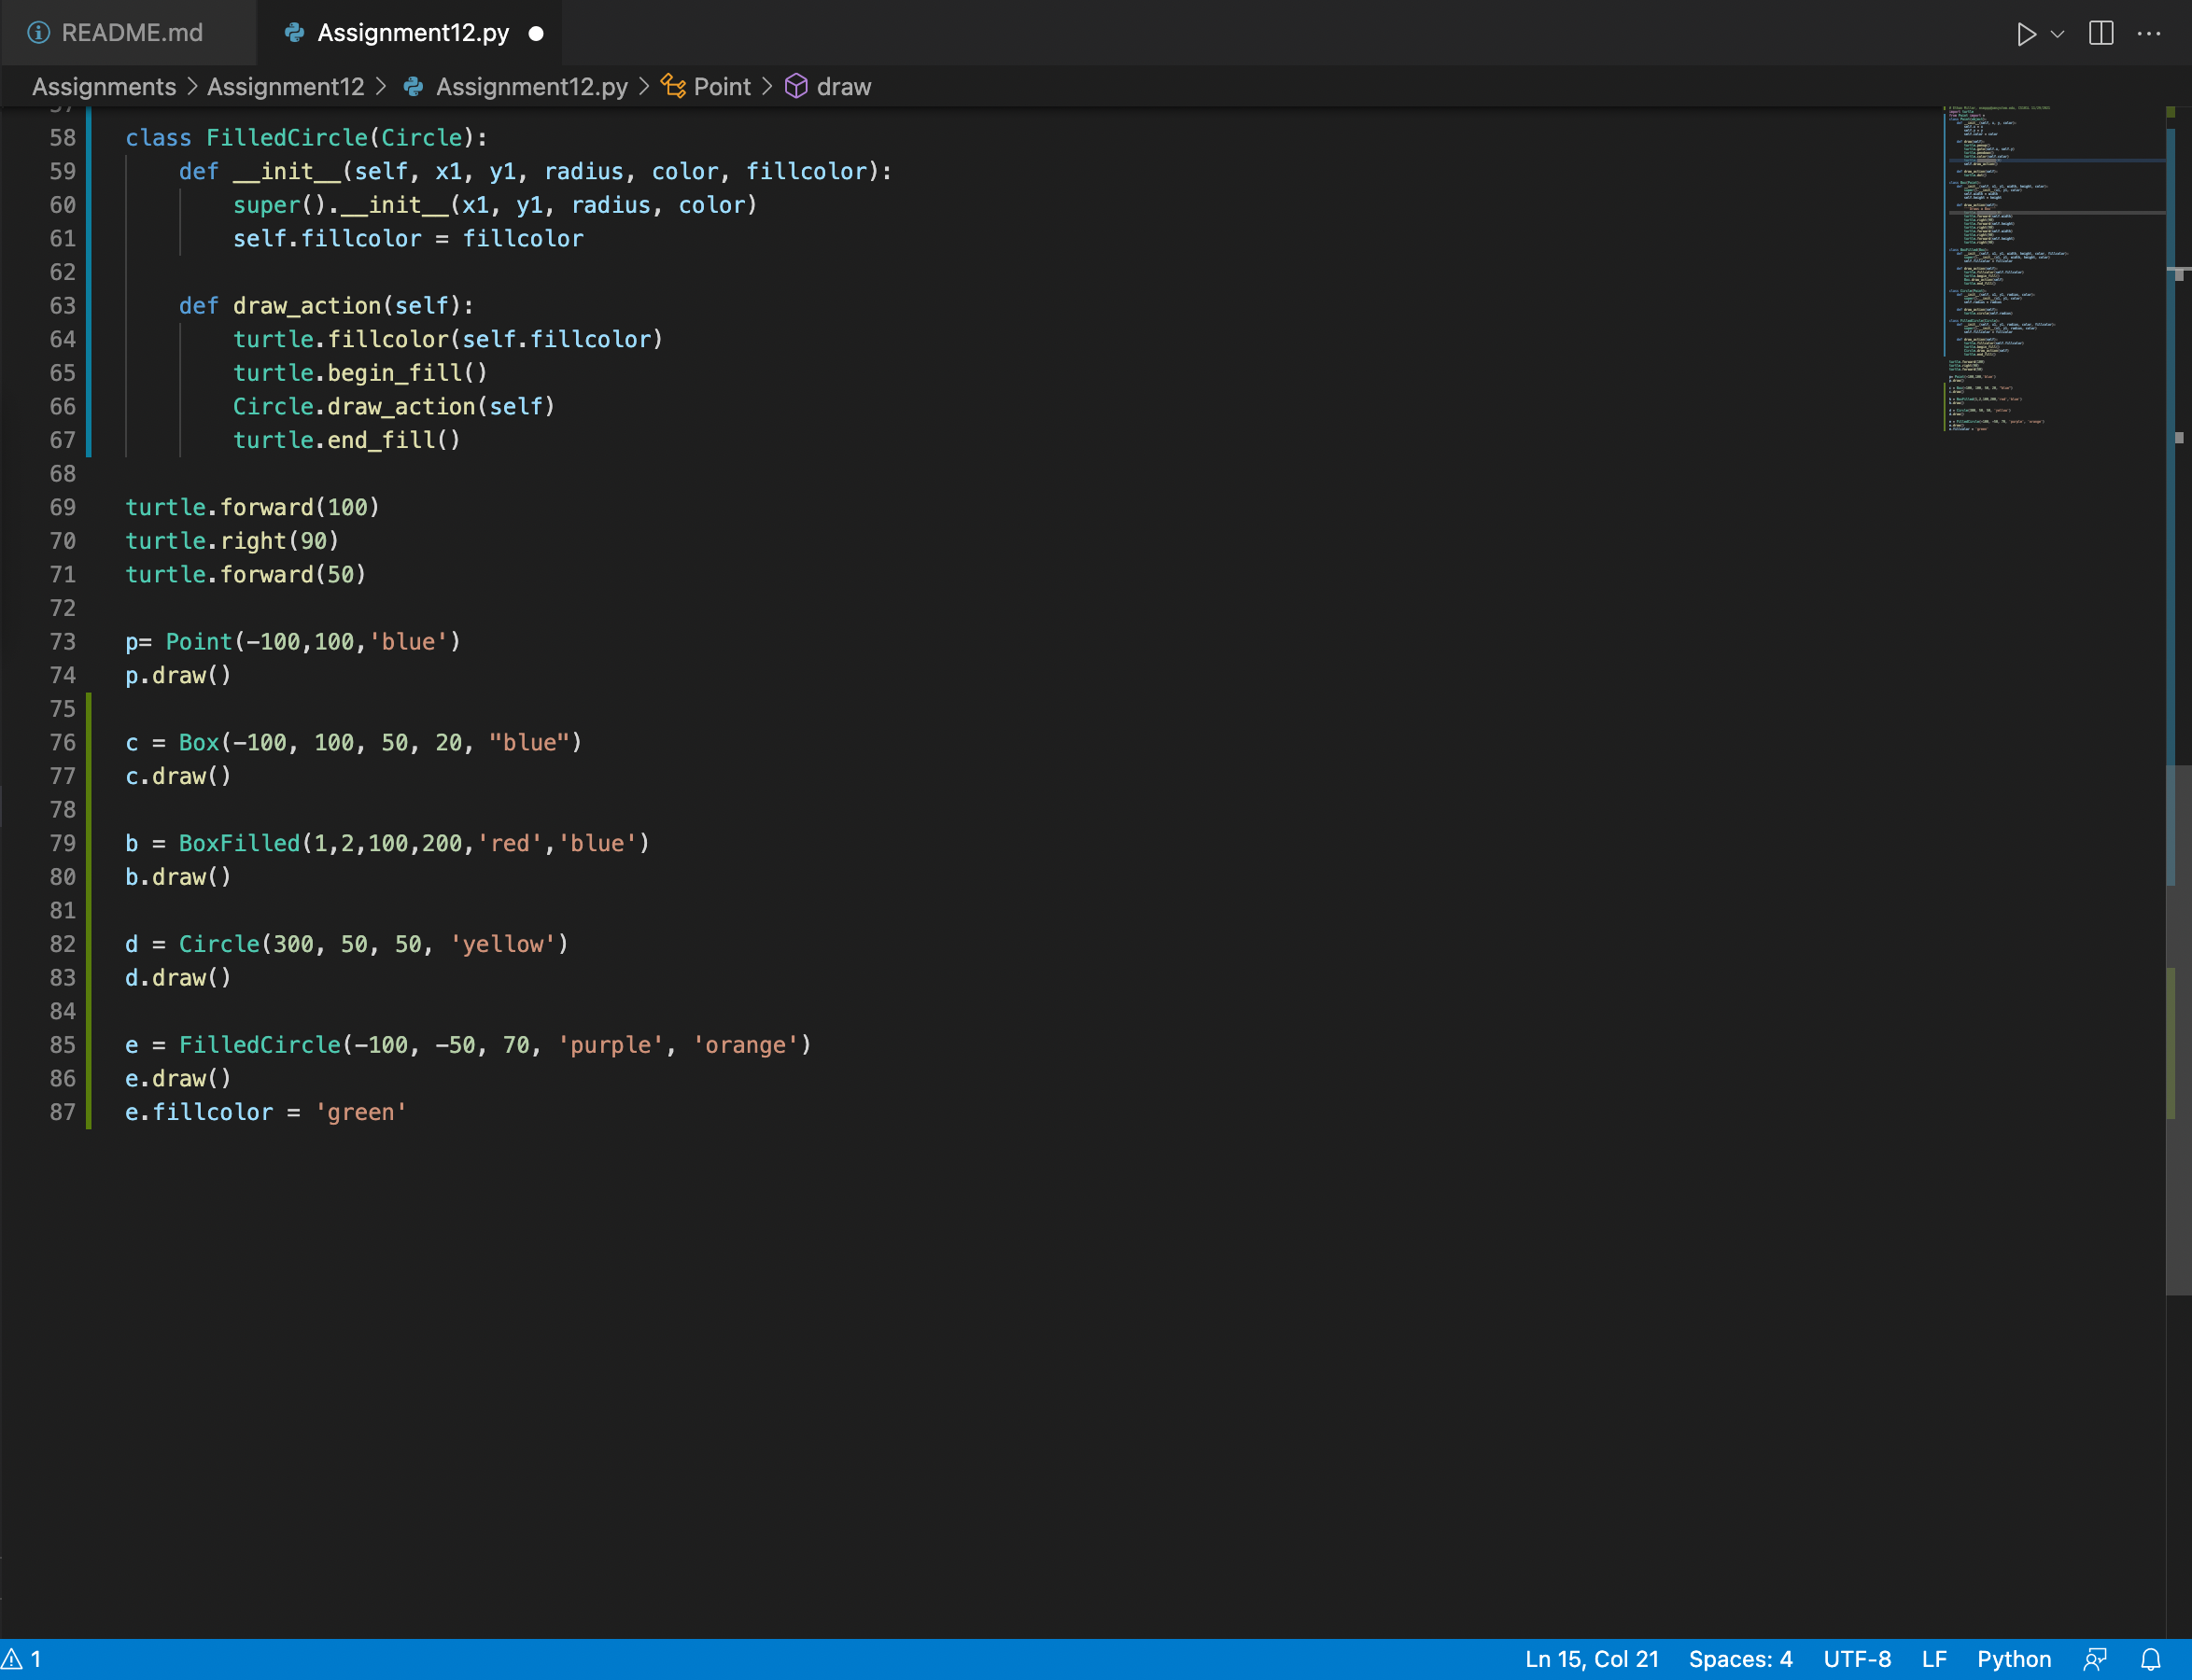 README.md
Assignment12.py
Assignments > Assignment12 > Assignment12.py > Point > draw
57
58 class FilledCircle(Circle):
59     def __init__(self, x1, y1, radius, color, fillcolor):
60         super().__init__(x1, y1, radius, color)
61         self.fillcolor = fillcolor
62
63     def draw_action(self):
64         turtle.fillcolor(self.fillcolor)
65         turtle.begin_fill()
66         Circle.draw_action(self)
67         turtle.end_fill()
68
69 turtle.forward(100)
70 turtle.right(90)
71 turtle.forward(50)
72
73 p= Point(-100,100,'blue')
74 p.draw()
75
76 c = Box(-100, 100, 50, 20, "blue")
77 c.draw()
78
79 b = BoxFilled(1,2,100,200,'red','blue')
80 b.draw()
81
82 d = Circle(300, 50, 50, 'yellow')
83 d.draw()
84
85 e = FilledCircle(-100, -50, 70, 'purple', 'orange')
86 e.draw()
87 e.fillcolor = 'green'
1
Ln 15, Col 21 Spaces: 4 UTF-8 LF Python